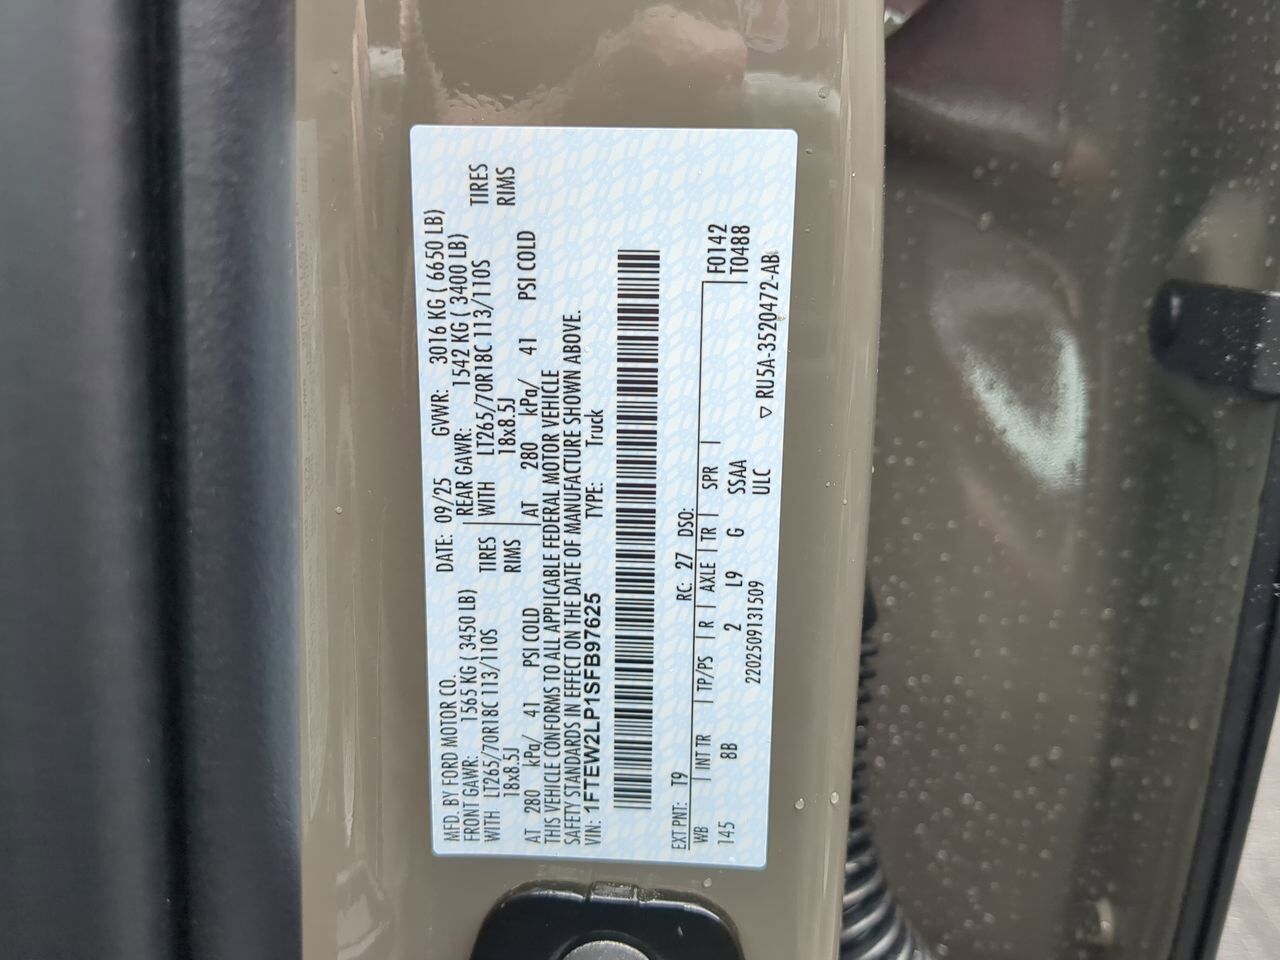 MFD. BY FORD MOTOR CO.
DATE: 09/25 GVWR: 3016 KG ( 6650 LB)
FRONT GAWR: 1565 KG ( 3450 LB)
REAR GAWR: 1542 KG ( 3400 LB)
WITH LT265/70R18C 113/110S TIRES
WITH LT265/70R18C 113/110S TIRES
18x8.5J RIMS
18x8.5J RIMS
AT 280 kPa/ 41 PSI COLD
AT 280 kPa/ 41 PSI COLD
THIS VEHICLE CONFORMS TO ALL APPLICABLE FEDERAL MOTOR VEHICLE
SAFETY STANDARDS IN EFFECT ON THE DATE OF MANUFACTURE SHOWN ABOVE.
VIN: 1FTEW2LP1SFB97625 TYPE: Truck
EXT PNT: T9 RC: 27 DSO: F0142
WB INT TR TP/PS R AXLE TR SPR T0488
145 8B 2 L9 G SSAA
2202509131509 ULC ▽ RU5A-3520472-AB